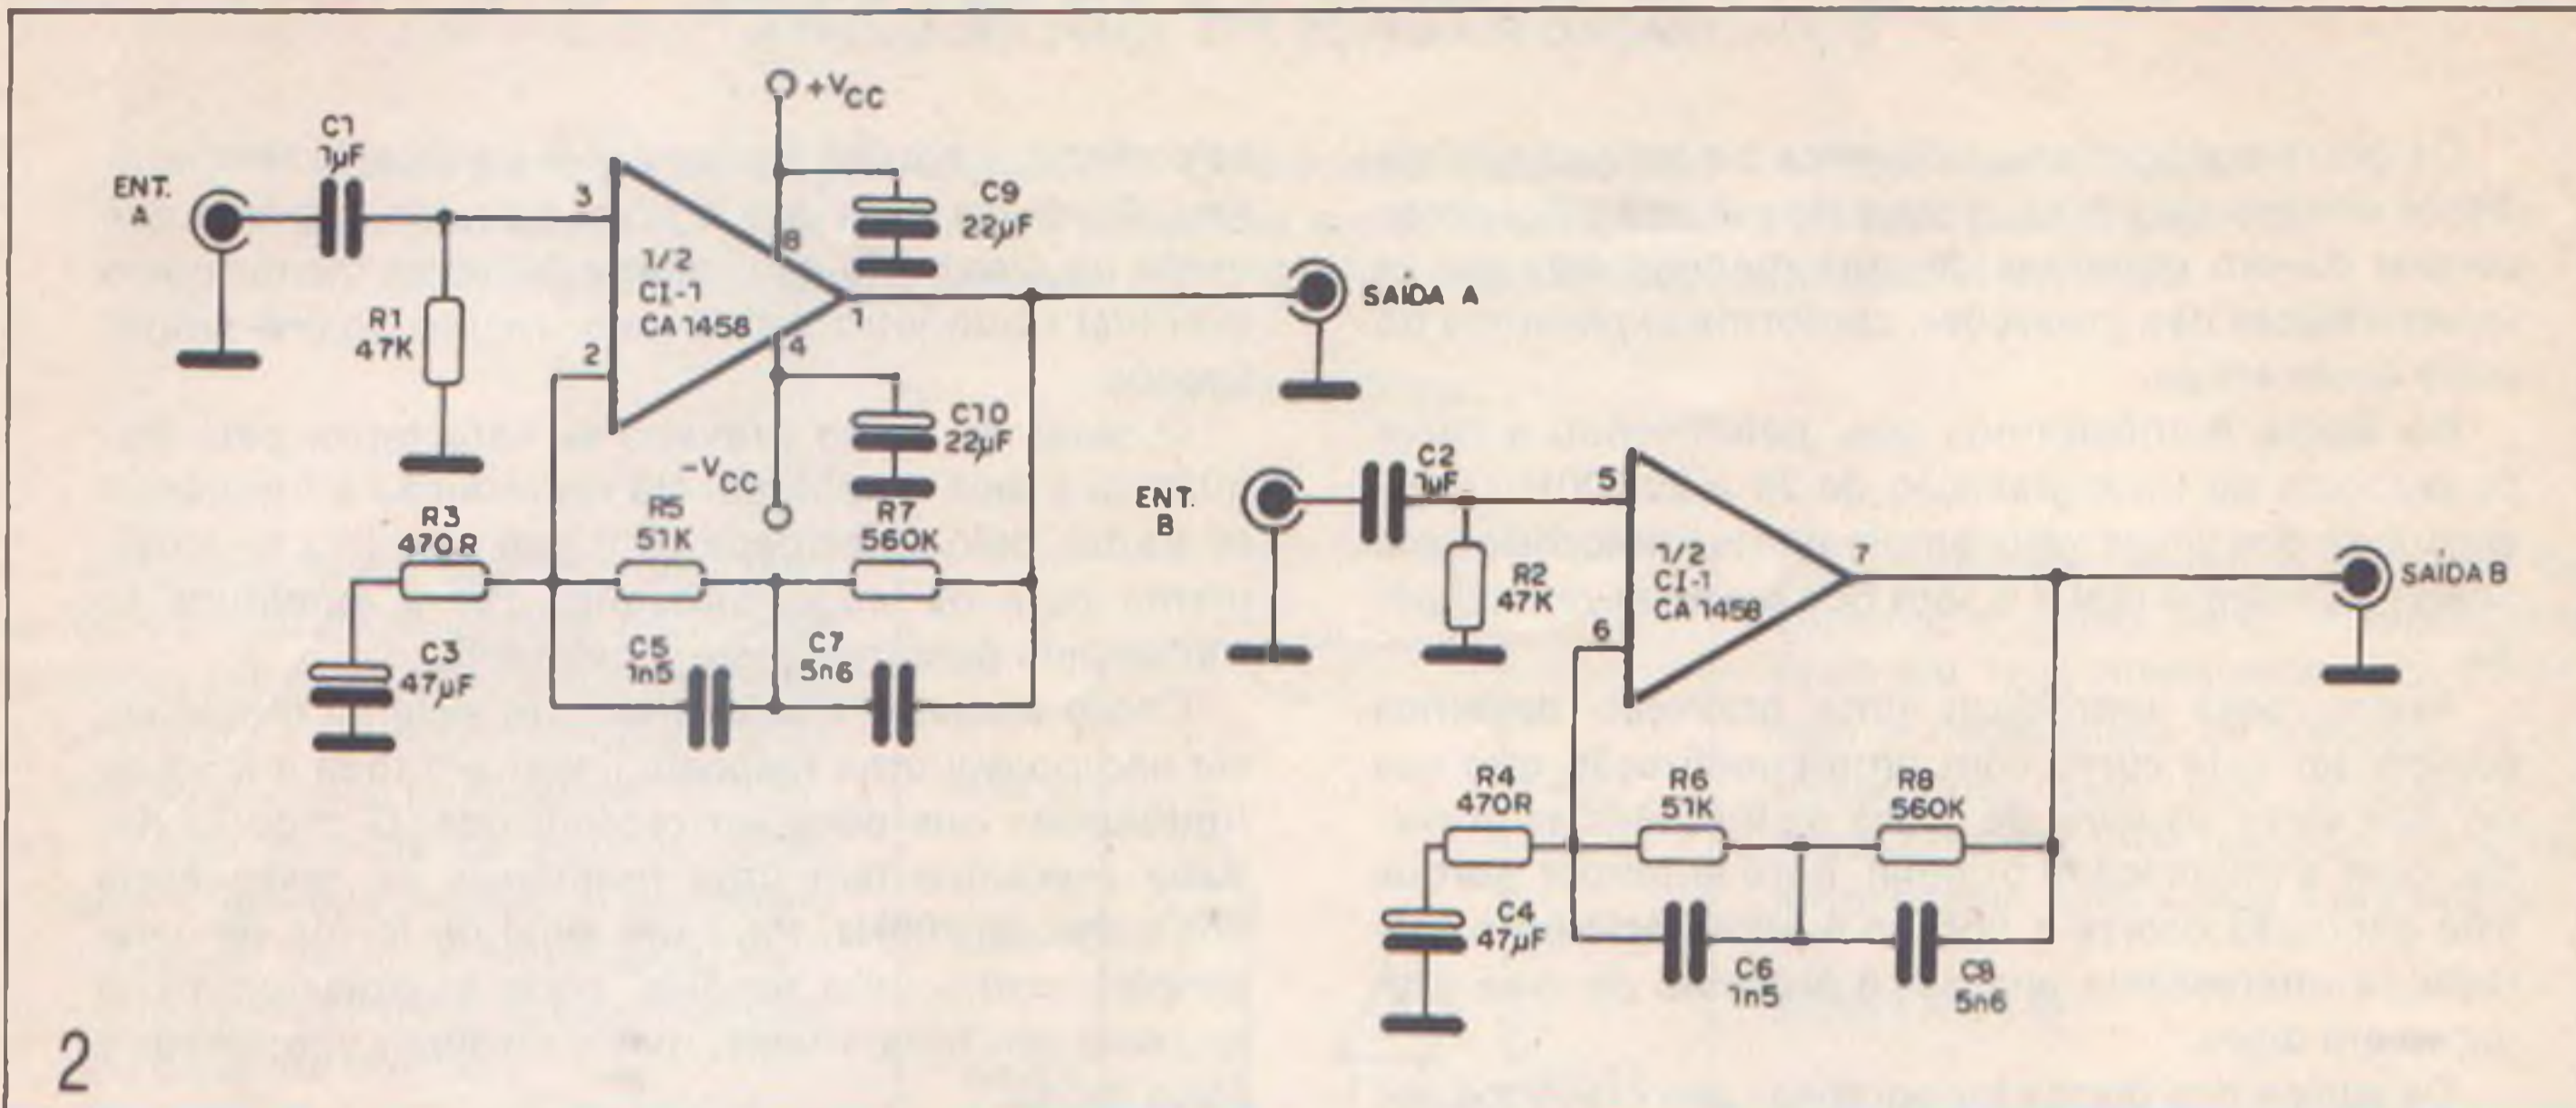 +VCC
C1
1µF
ENT.
A
3
8
C9
22µF
1/2
CI-1
CA1458
R1
47K
1
SAÍDA A
2
4
C10
22µF
-VCC
R3
470R
R5
51K
R7
560K
C3
47µF
C5
1n5
C7
5n6
ENT.
B
C2
1µF
5
R2
47K
1/2
CI-1
CA1458
7
SAÍDA B
6
R4
470R
R6
51K
R8
560K
C4
47µF
C6
1n5
C8
5n6
2